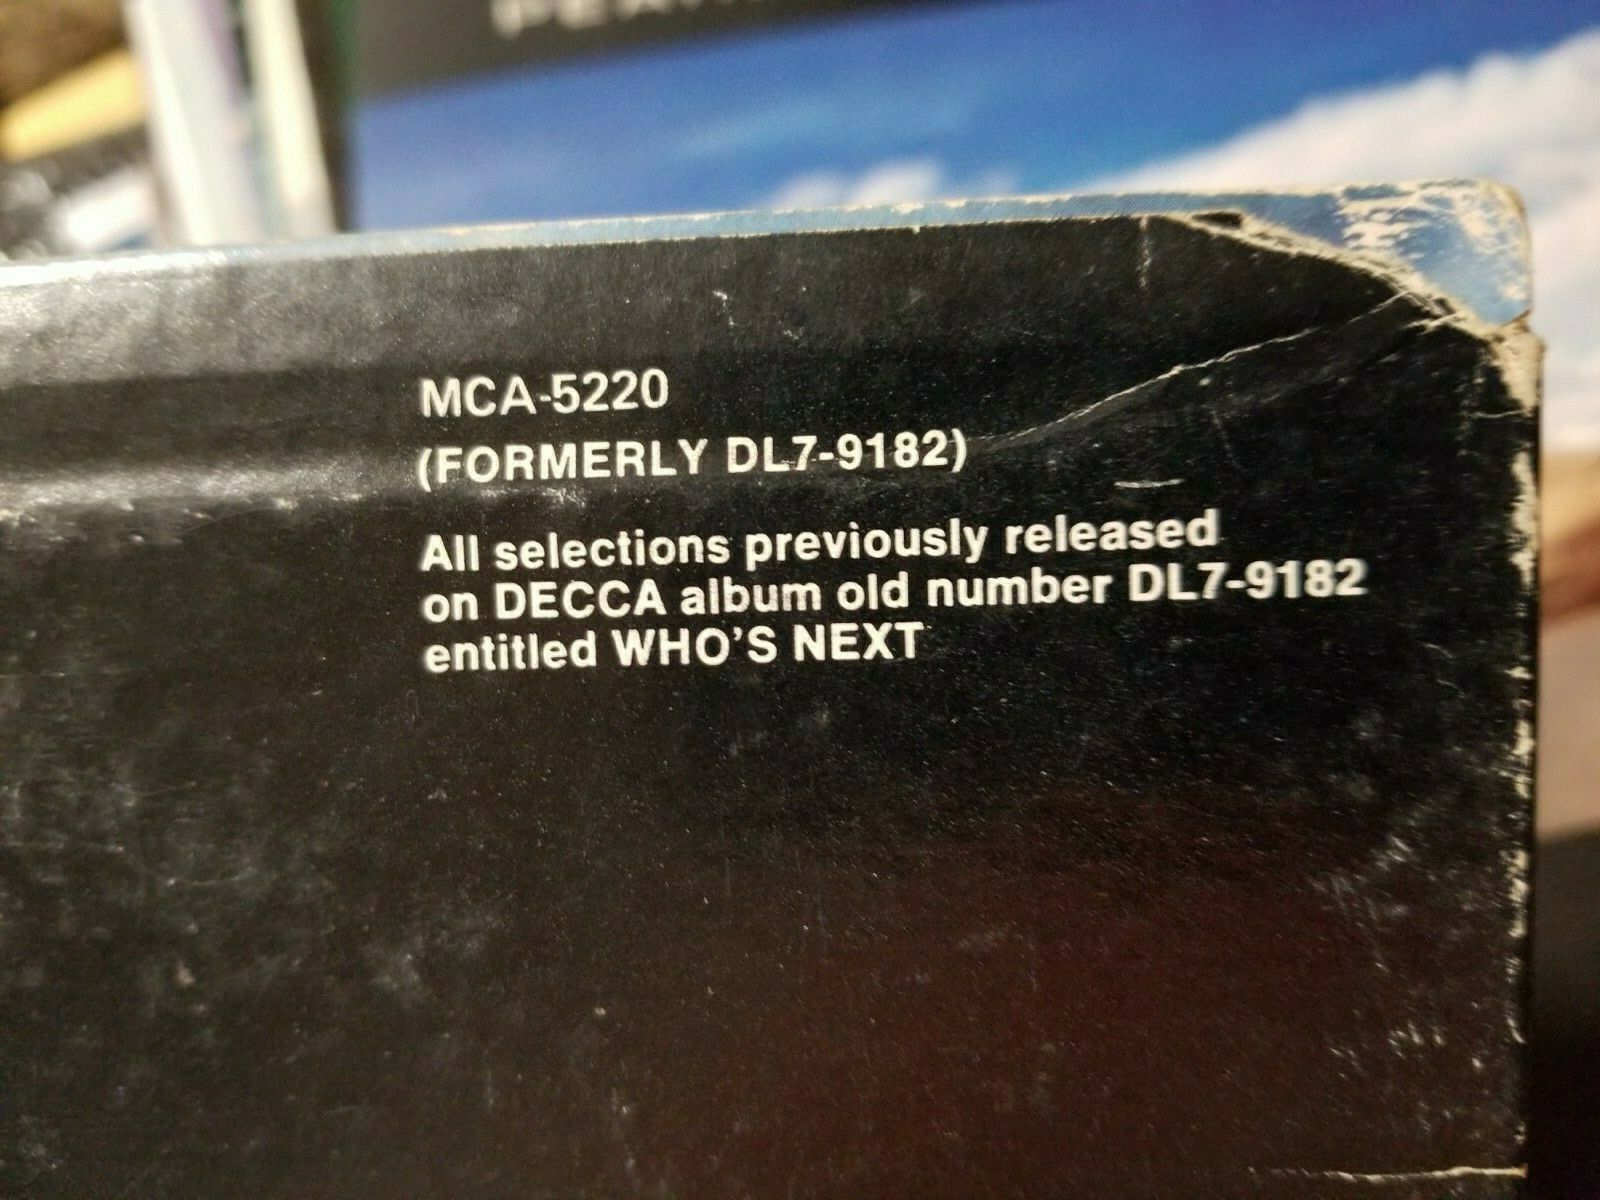 MCA-5220
(FORMERLY DL7-9182)
All selections previously released
on DECCA album old number DL7-9182
entitled WHO'S NEXT